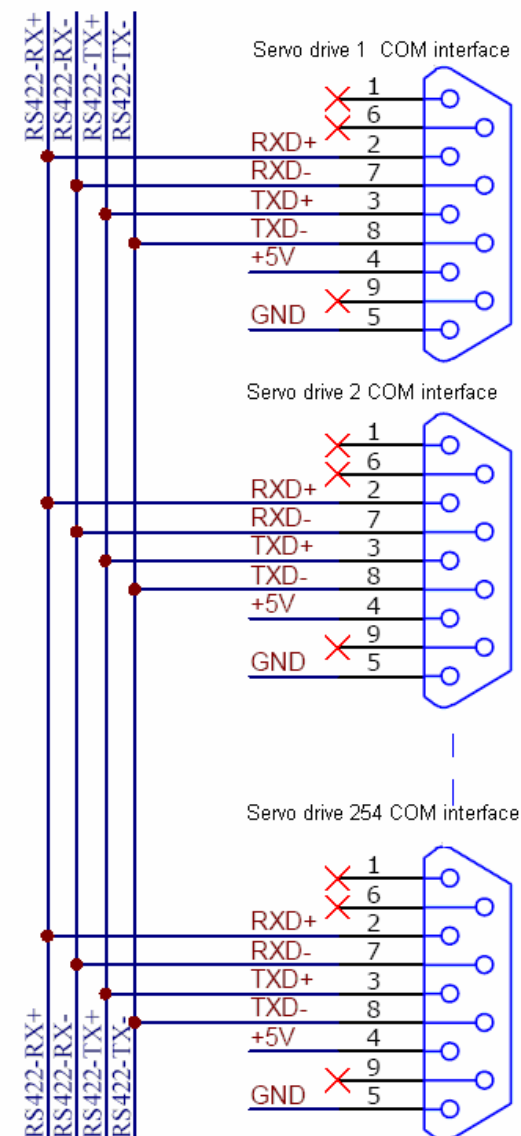 RS422-RX+
RS422-RX-
RS422-TX+
RS422-TX-
Servo drive 1 COM interface
1
6
RXD+ 2
RXD- 7
TXD+ 3
TXD- 8
+5V 4
9
GND 5
Servo drive 2 COM interface
1
6
RXD+ 2
RXD- 7
TXD+ 3
TXD- 8
+5V 4
9
GND 5
Servo drive 254 COM interface
1
6
RXD+ 2
RXD- 7
TXD+ 3
TXD- 8
+5V 4
9
GND 5
RS422-RX+
RS422-RX-
RS422-TX+
RS422-TX-